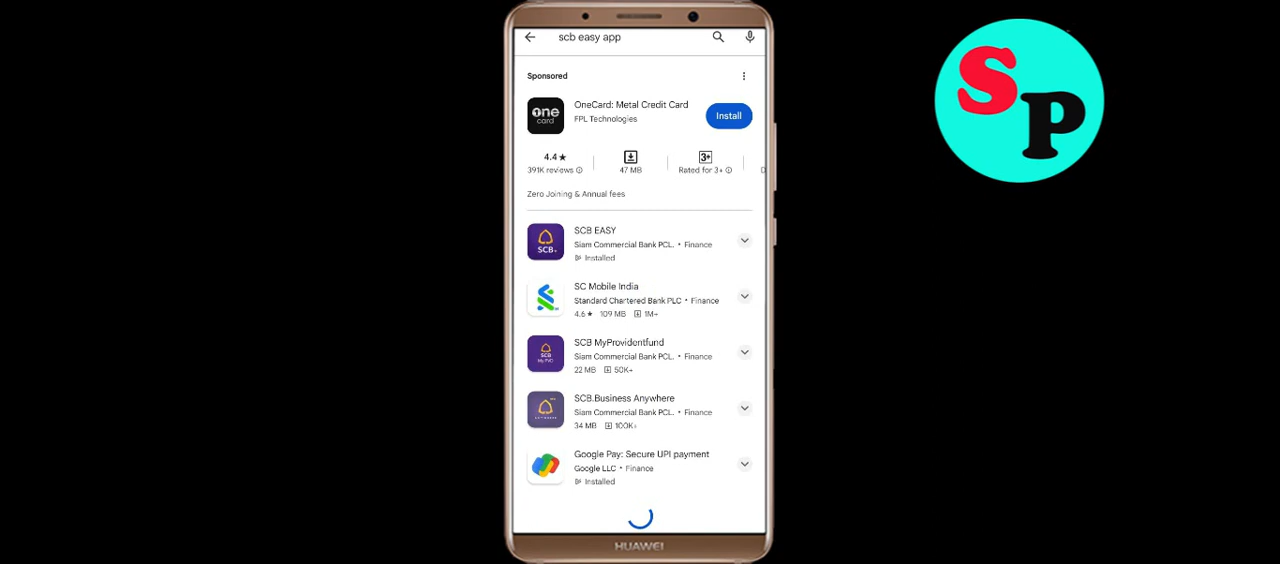 scb easy app
Sponsored
one
card
OneCard: Metal Credit Card
FPL Technologies
Install
4.4★
391K reviews
47 MB
3+
Rated for 3+
D
Zero Joining & Annual fees
SCB
SCB EASY
Siam Commercial Bank PCL. • Finance
Installed
SC Mobile India
Standard Chartered Bank PLC • Finance
4.6 ★ 109 MB 1M+
SCB
My PVD
SCB MyProvidentfund
Siam Commercial Bank PCL. • Finance
22 MB 50K+
SCB Business Anywhere
Siam Commercial Bank PCL. • Finance
34 MB 100K+
Google Pay: Secure UPI payment
Google LLC • Finance
Installed
HUAWEI
SP